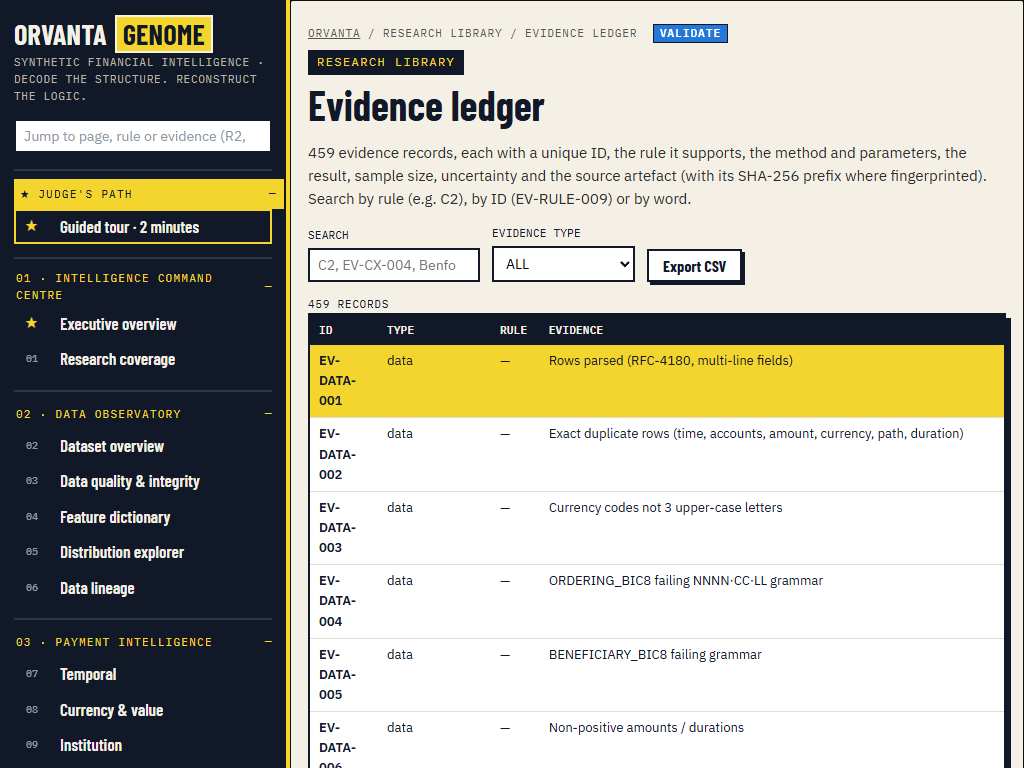 ORVANTA GENOME
SYNTHETIC FINANCIAL INTELLIGENCE ·
DECODE THE STRUCTURE. RECONSTRUCT
THE LOGIC.
Jump to page, rule or evidence (R2,
★ JUDGE'S PATH −
★ Guided tour · 2 minutes
01 · INTELLIGENCE COMMAND
CENTRE −
★ Executive overview
01 Research coverage
02 · DATA OBSERVATORY −
02 Dataset overview
03 Data quality & integrity
04 Feature dictionary
05 Distribution explorer
06 Data lineage
03 · PAYMENT INTELLIGENCE −
07 Temporal
08 Currency & value
09 Institution
ORVANTA / RESEARCH LIBRARY / EVIDENCE LEDGER VALIDATE
RESEARCH LIBRARY
Evidence ledger
459 evidence records, each with a unique ID, the rule it supports, the method and parameters, the
result, sample size, uncertainty and the source artefact (with its SHA-256 prefix where fingerprinted).
Search by rule (e.g. C2), by ID (EV-RULE-009) or by word.
SEARCH
C2, EV-CX-004, Benfo
EVIDENCE TYPE
ALL
Export CSV
459 RECORDS
ID TYPE RULE EVIDENCE
EV- data — Rows parsed (RFC-4180, multi-line fields)
DATA-
001
EV- data — Exact duplicate rows (time, accounts, amount, currency, path, duration)
DATA-
002
EV- data — Currency codes not 3 upper-case letters
DATA-
003
EV- data — ORDERING_BIC8 failing NNNN·CC·LL grammar
DATA-
004
EV- data — BENEFICIARY_BIC8 failing grammar
DATA-
005
EV- data — Non-positive amounts / durations
DATA-
006